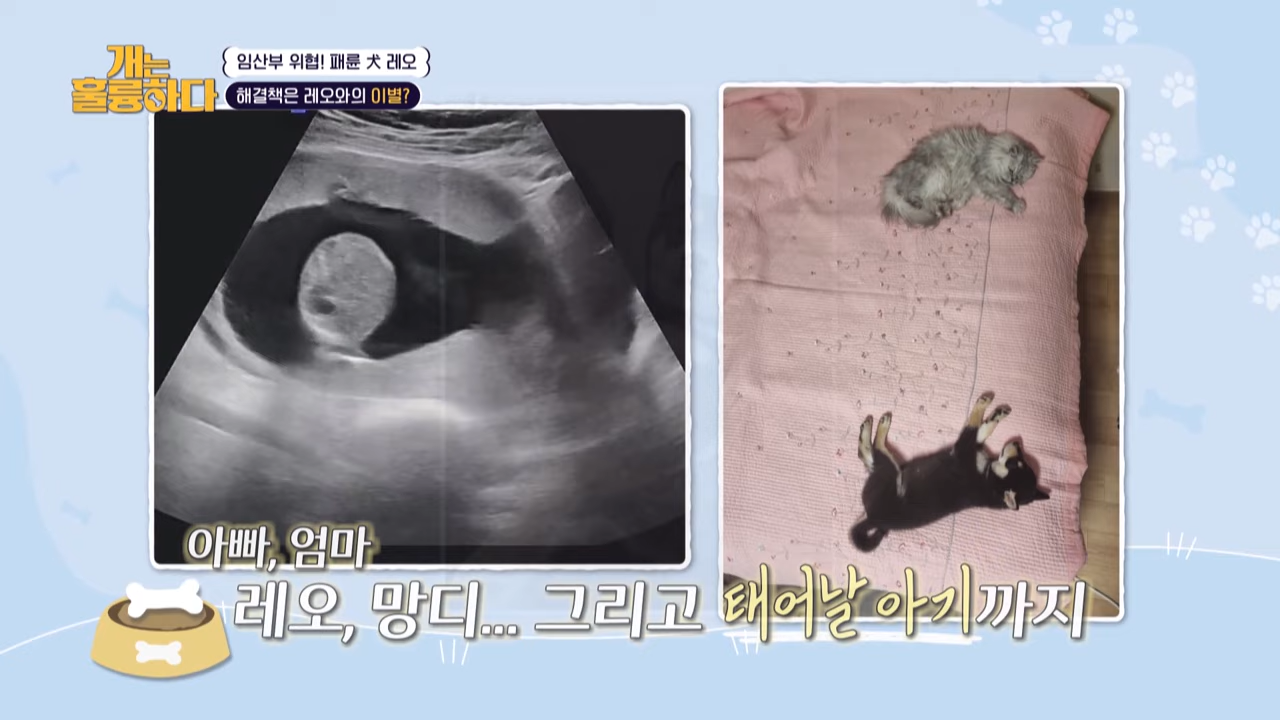 개는
훌륭하다
임산부 위협! 패륜 犬 레오
해결책은 레오와의 이별?
아빠, 엄마
레오, 망디... 그리고 태어날 아기까지